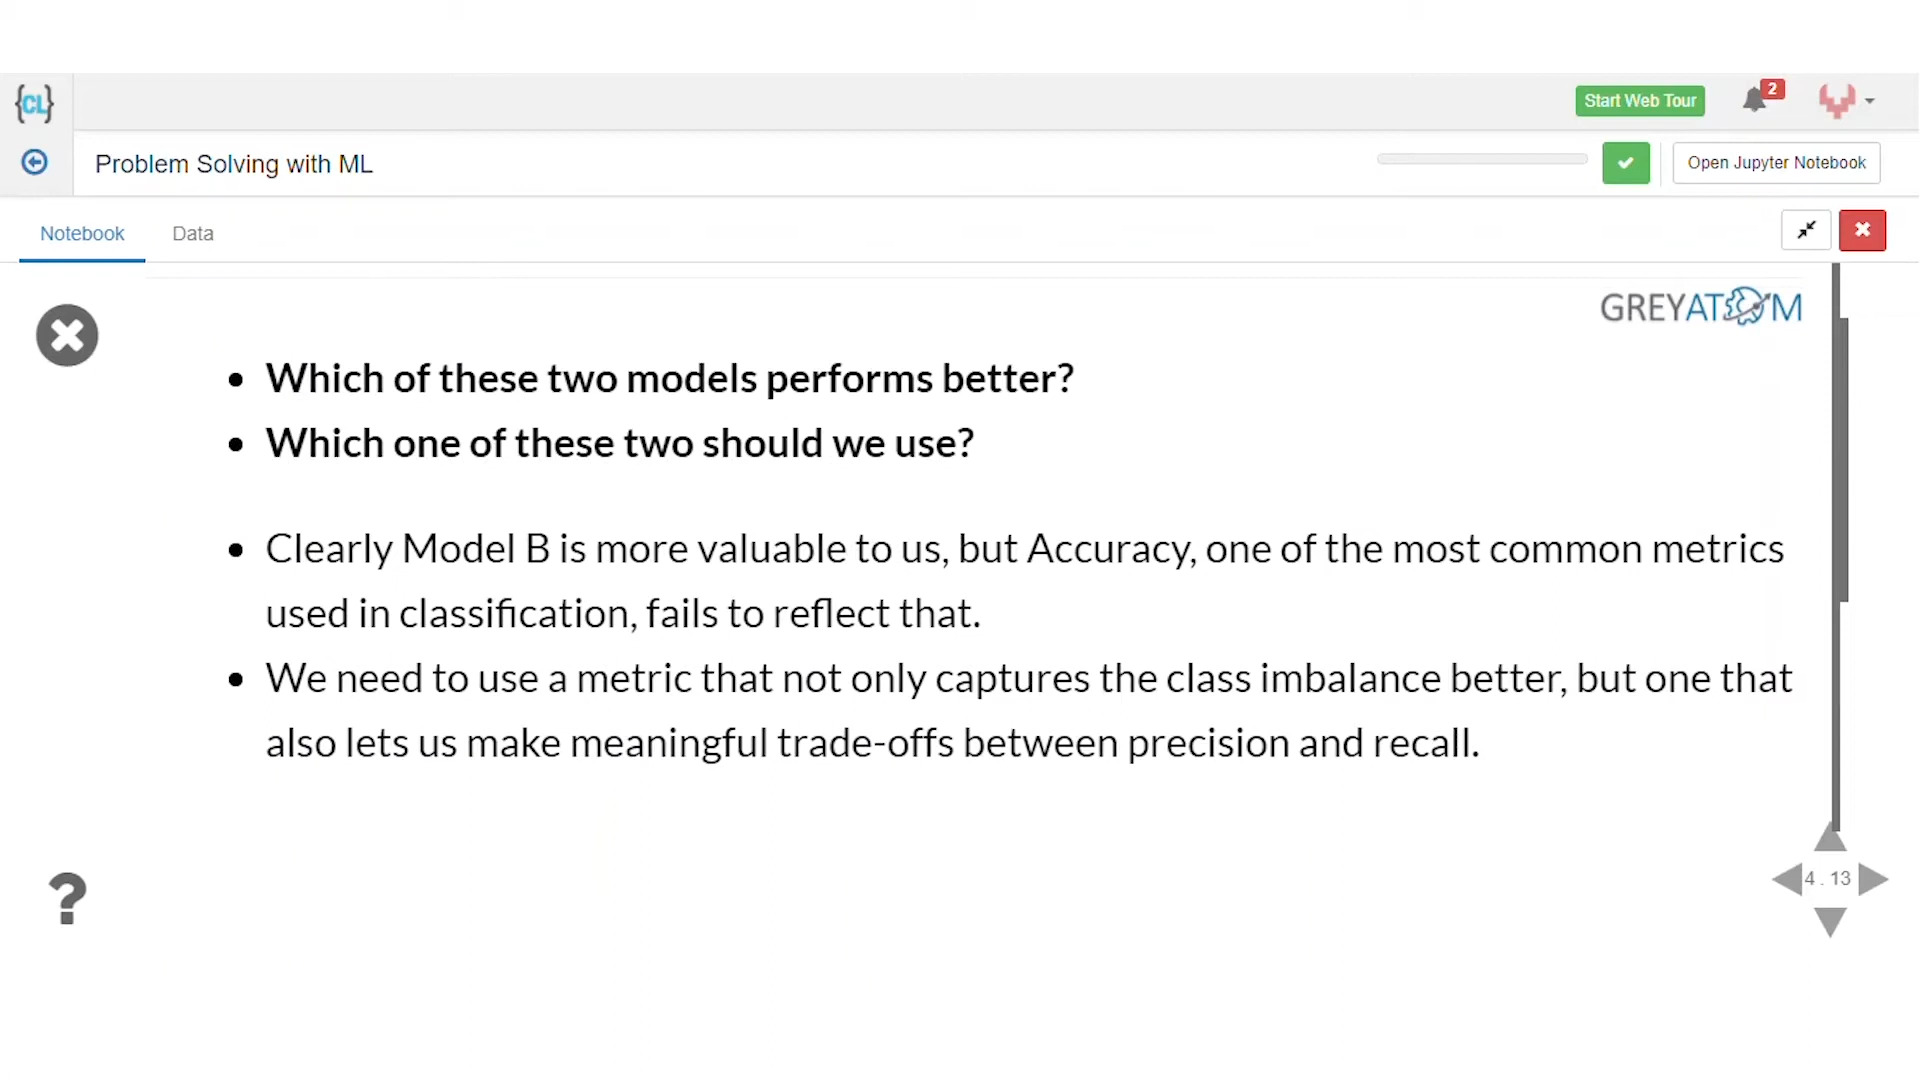 {CL}
Start Web Tour
2
Problem Solving with ML
Open Jupyter Notebook
Notebook
Data
GREYATOM
• Which of these two models performs better?
• Which one of these two should we use?
• Clearly Model B is more valuable to us, but Accuracy, one of the most common metrics
used in classification, fails to reflect that.
• We need to use a metric that not only captures the class imbalance better, but one that
also lets us make meaningful trade-offs between precision and recall.
4 . 13
?